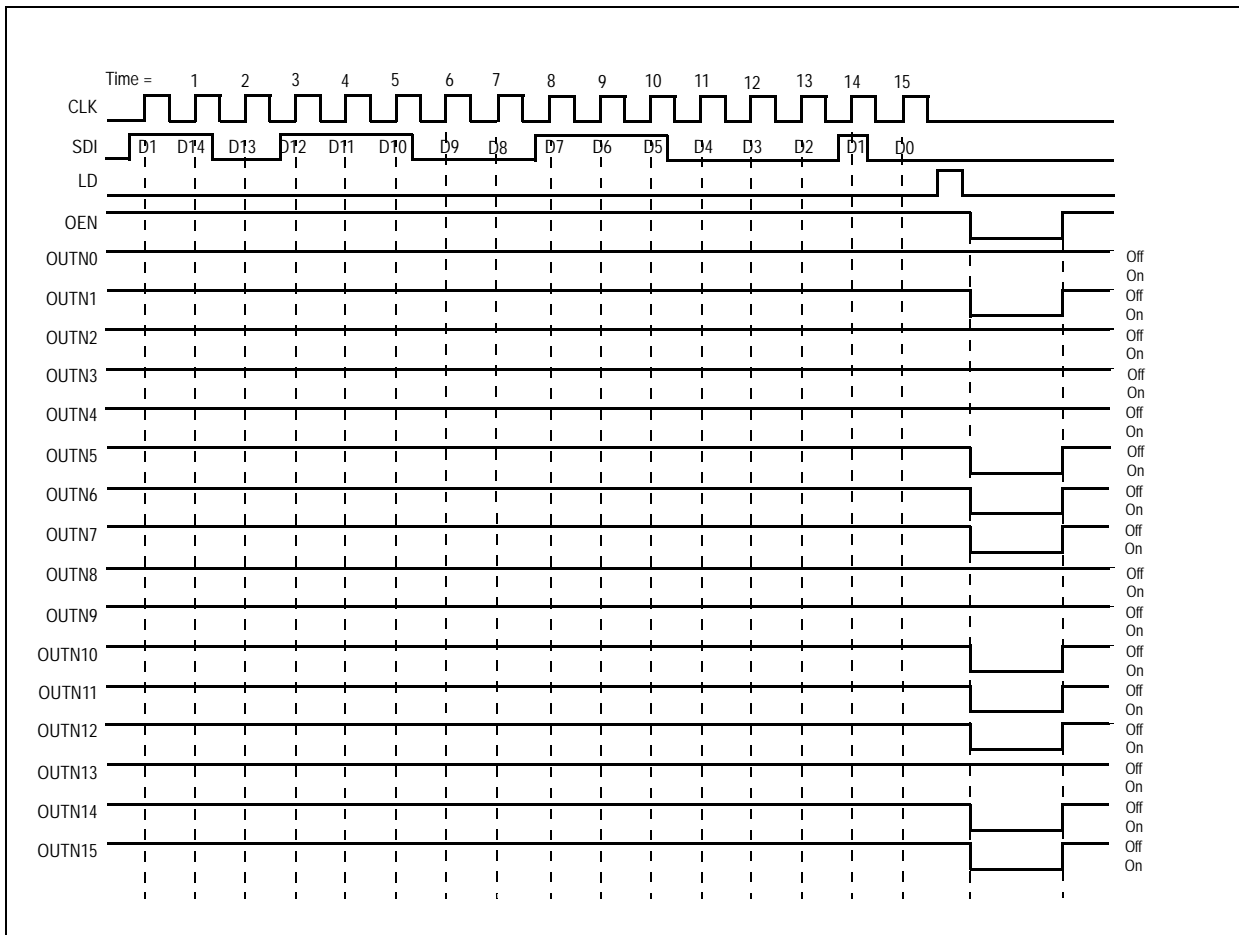 Time = 1 2 3 4 5 6 7 8 9 10 11 12 13 14 15
CLK
SDI D1 D14 D13 D12 D11 D10 D9 D8 D7 D6 D5 D4 D3 D2 D1 D0
LD
OEN
OUTN0 Off
On
OUTN1 Off
On
OUTN2 Off
On
OUTN3 Off
On
OUTN4 Off
On
OUTN5 Off
On
OUTN6 Off
On
OUTN7 Off
On
OUTN8 Off
On
OUTN9 Off
On
OUTN10 Off
On
OUTN11 Off
On
OUTN12 Off
On
OUTN13 Off
On
OUTN14 Off
On
OUTN15 Off
On